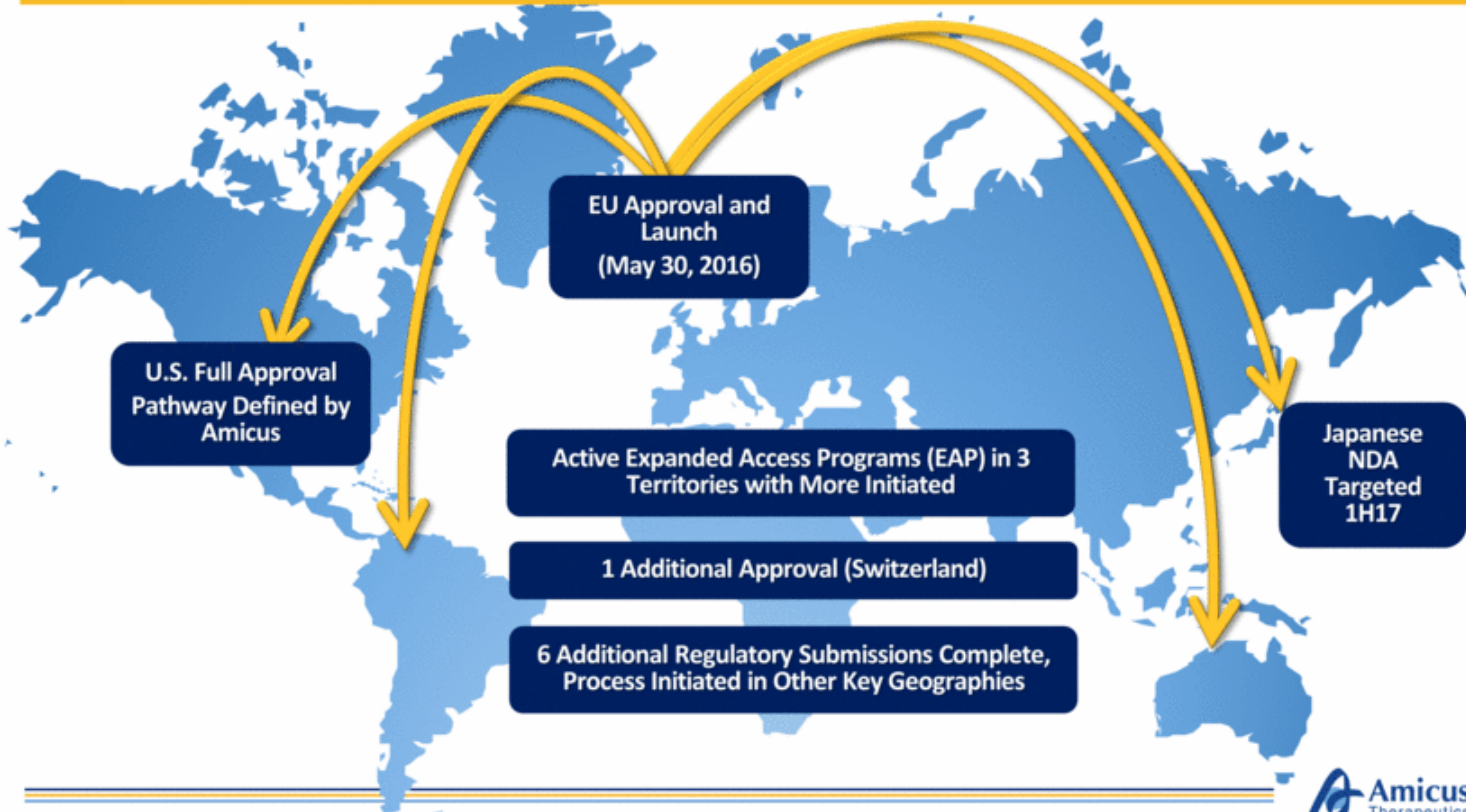 EU Approval and
Launch
(May 30, 2016)
U.S. Full Approval
Pathway Defined by
Amicus
Active Expanded Access Programs (EAP) in 3
Territories with More Initiated
Japanese
NDA
Targeted
1H17
1 Additional Approval (Switzerland)
6 Additional Regulatory Submissions Complete,
Process Initiated in Other Key Geographies
Amicus
Therapeutics